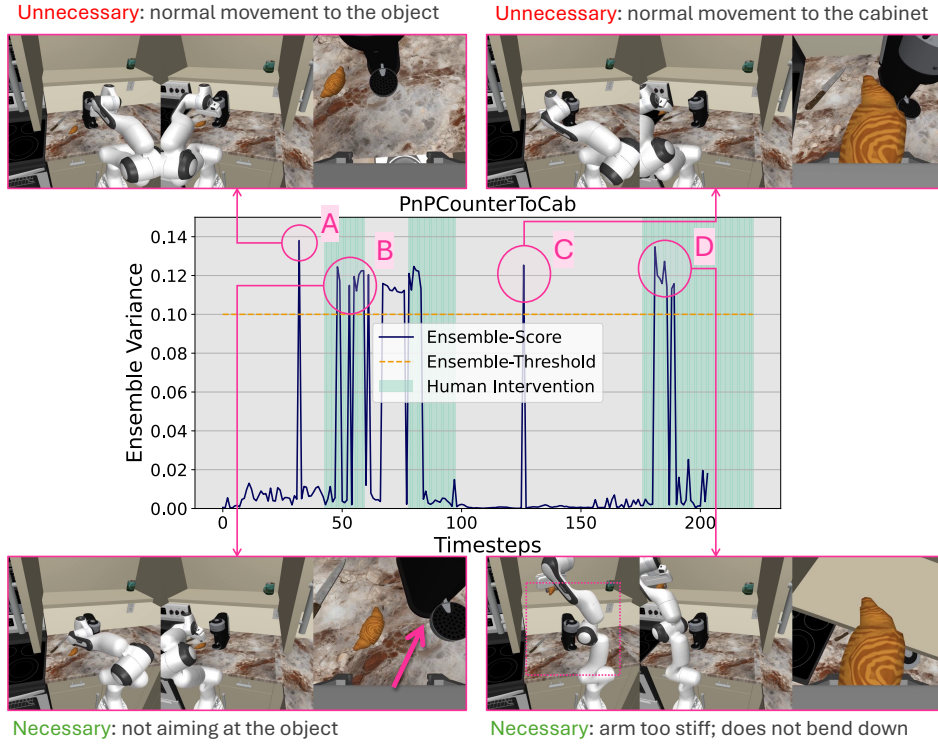 Unnecessary: normal movement to the object
Unnecessary: normal movement to the cabinet
PnPCounterToCab
A
B
C
D
Ensemble Variance
0.14
0.12
0.10
0.08
0.06
0.04
0.02
0.00
Ensemble-Score
Ensemble-Threshold
Human Intervention
0
50
100
150
200
Timesteps
Necessary: not aiming at the object
Necessary: arm too stiff; does not bend down